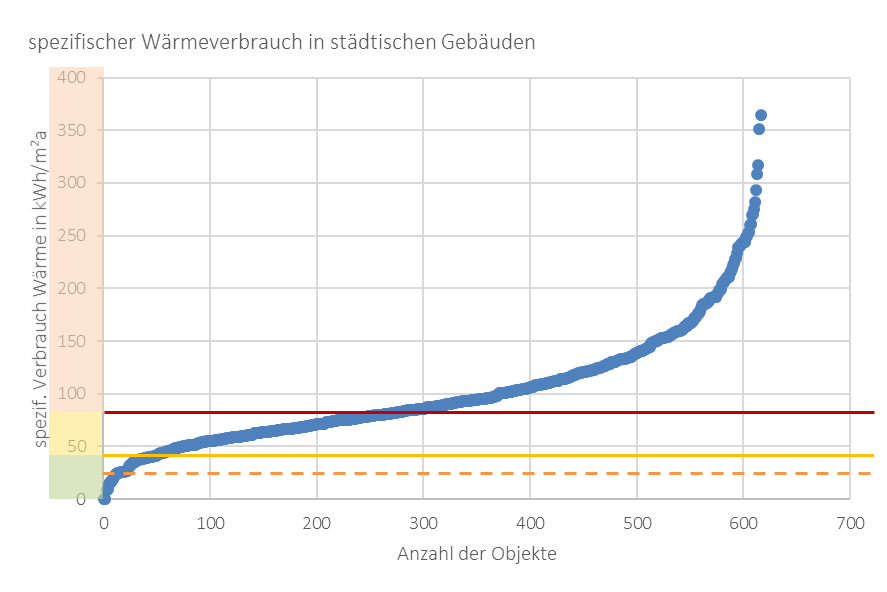 spezifischer Wärmeverbrauch in städtischen Gebäuden
spezif. Verbrauch Wärme in kWh/m²a
400
350
300
250
200
150
100
50
0
0 100 200 300 400 500 600 700
Anzahl der Objekte